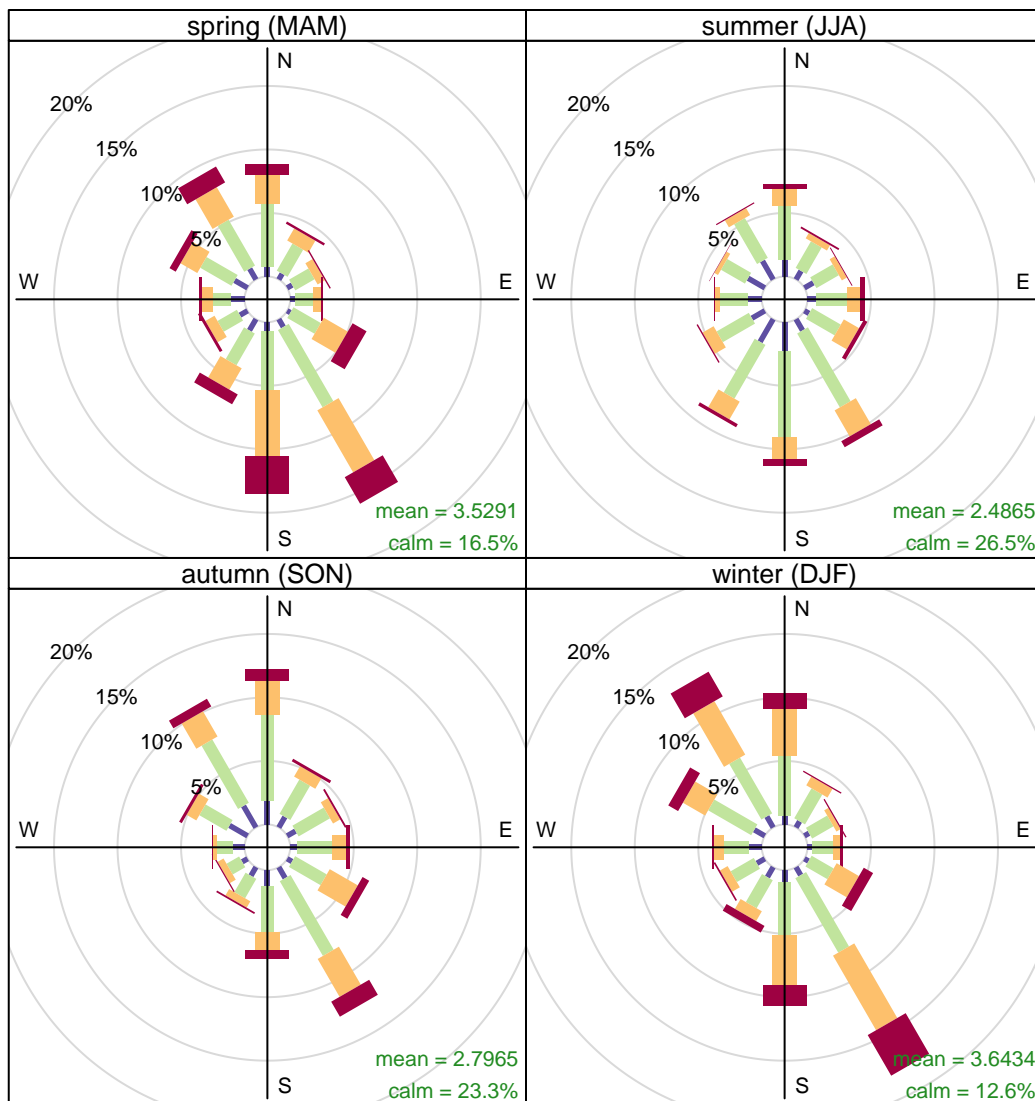 spring (MAM)
N
20%
15%
10%
5%
W
E
mean = 3.5291
S
calm = 16.5%
summer (JJA)
N
20%
15%
10%
5%
W
E
mean = 2.4865
S
calm = 26.5%
autumn (SON)
N
20%
15%
10%
5%
W
E
mean = 2.7965
S
calm = 23.3%
winter (DJF)
N
20%
15%
10%
5%
W
E
mean = 3.6434
S
calm = 12.6%